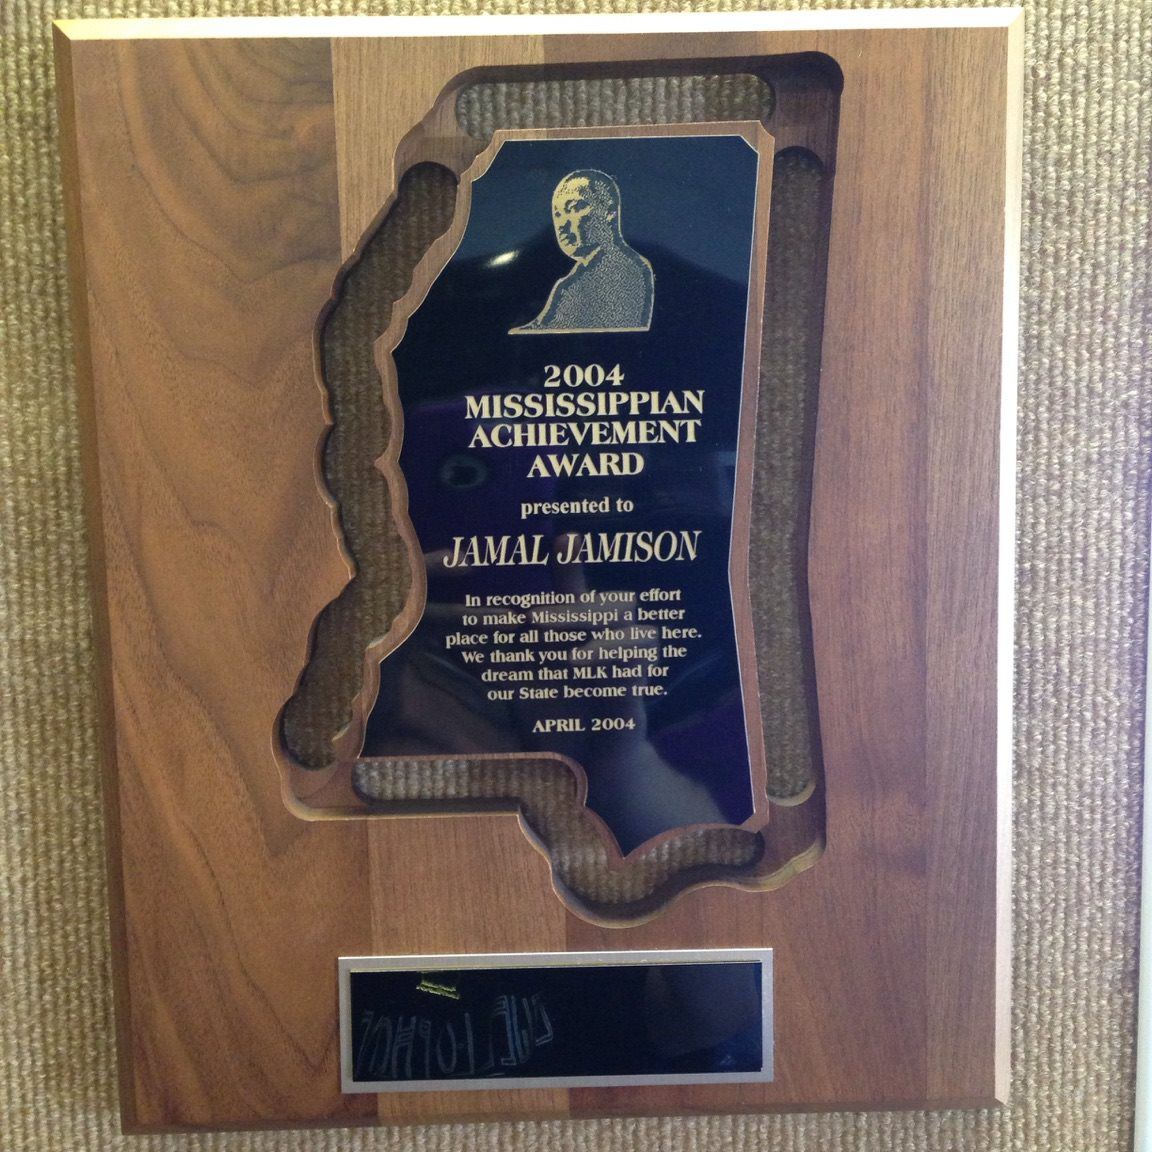 2004
MISSISSIPPIAN
ACHIEVEMENT
AWARD
presented to
JAMAL JAMISON
In recognition of your effort
to make Mississippi a better
place for all those who live here.
We thank you for helping the
dream that MLK had for
our State become true.
APRIL 2004